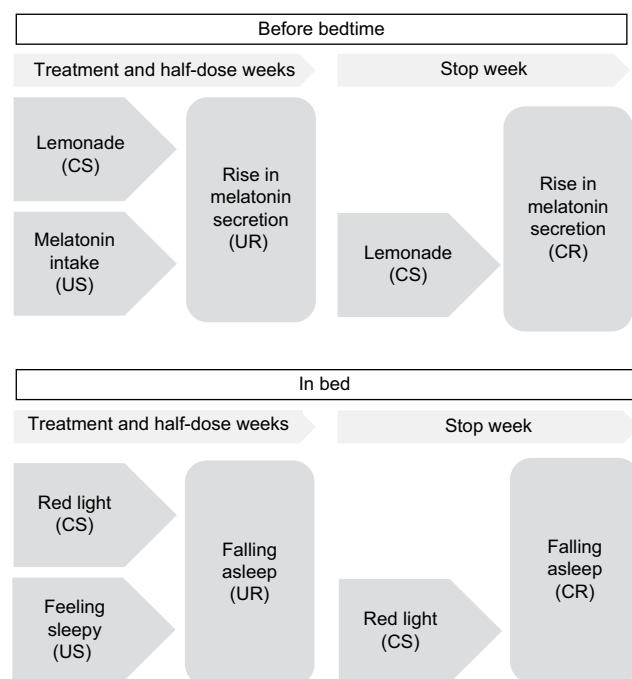 Before bedtime
Treatment and half-dose weeks
Stop week
Lemonade
(CS)
Melatonin
intake
(US)
Rise in
melatonin
secretion
(UR)
Lemonade
(CS)
Rise in
melatonin
secretion
(CR)
In bed
Treatment and half-dose weeks
Stop week
Red light
(CS)
Feeling
sleepy
(US)
Falling
asleep
(UR)
Red light
(CS)
Falling
asleep
(CR)